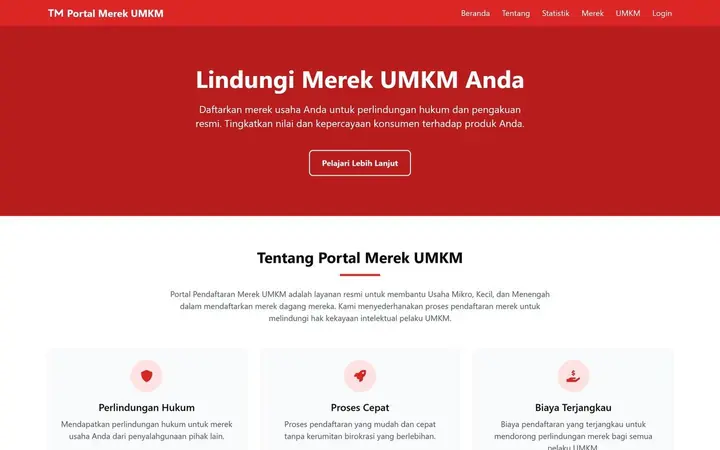 TM Portal Merek UMKM
Beranda Tentang Statistik Merek UMKM Login
Lindungi Merek UMKM Anda
Daftarkan merek usaha Anda untuk perlindungan hukum dan pengakuan
resmi. Tingkatkan nilai dan kepercayaan konsumen terhadap produk Anda.
Pelajari Lebih Lanjut
Tentang Portal Merek UMKM
Portal Pendaftaran Merek UMKM adalah layanan resmi untuk membantu Usaha Mikro, Kecil, dan Menengah
dalam mendaftarkan merek dagang mereka. Kami menyederhanakan proses pendaftaran merek untuk
melindungi hak kekayaan intelektual pelaku UMKM.
Perlindungan Hukum
Mendapatkan perlindungan hukum untuk merek
usaha Anda dari penyalahgunaan pihak lain.
Proses Cepat
Proses pendaftaran yang mudah dan cepat
tanpa kerumitan birokrasi yang berlebihan.
Biaya Terjangkau
Biaya pendaftaran yang terjangkau untuk
mendorong perlindungan merek bagi semua
pelaku UMKM.